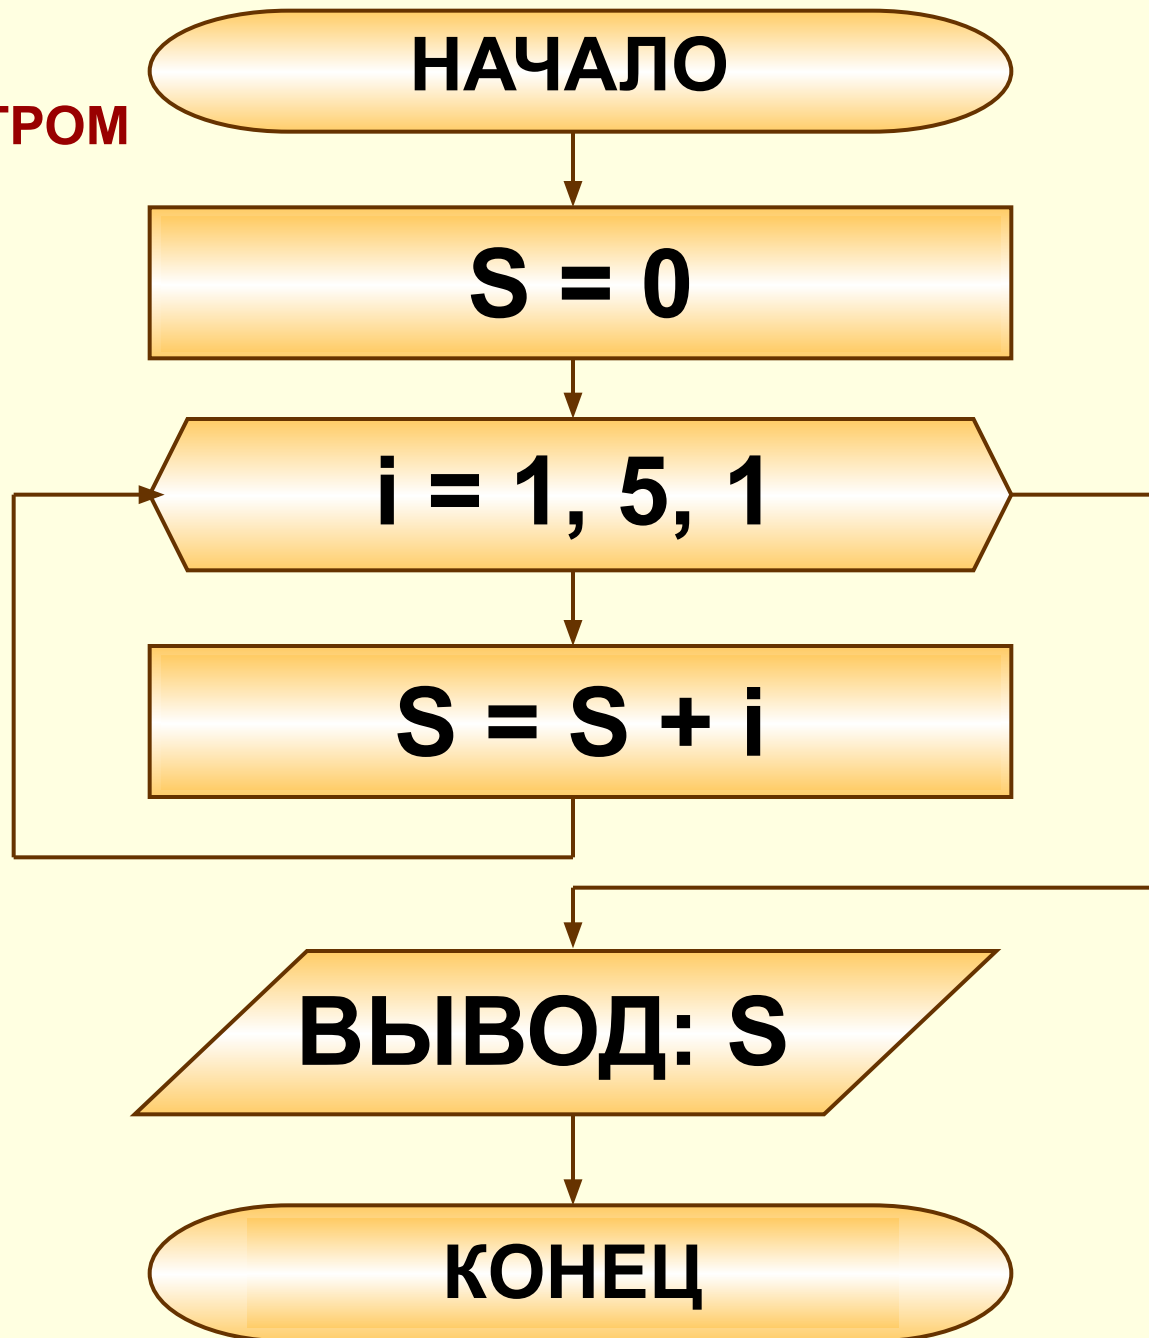 НАЧАЛО
ТРОМ
S = 0
i = 1, 5, 1
S = S + i
ВЫВОД: S
КОНЕЦ